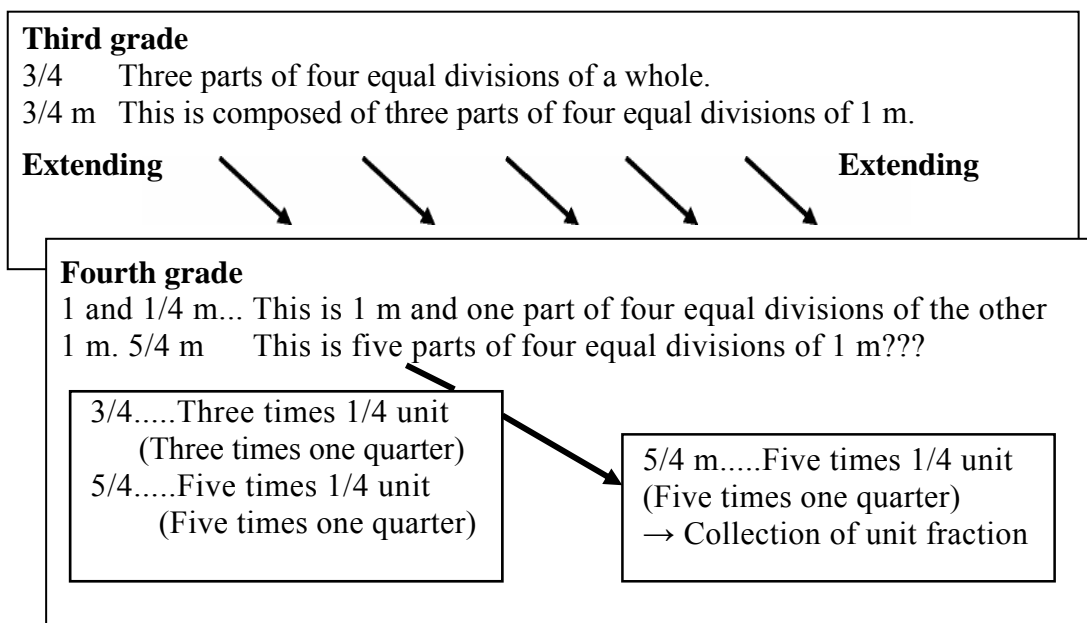 Third grade
3/4 Three parts of four equal divisions of a whole.
3/4 m This is composed of three parts of four equal divisions of 1 m.
Extending Extending
Fourth grade
1 and 1/4 m... This is 1 m and one part of four equal divisions of the other
1 m. 5/4 m This is five parts of four equal divisions of 1 m???
3/4.....Three times 1/4 unit
(Three times one quarter)
5/4.....Five times 1/4 unit
(Five times one quarter)
5/4 m.....Five times 1/4 unit
(Five times one quarter)
→ Collection of unit fraction